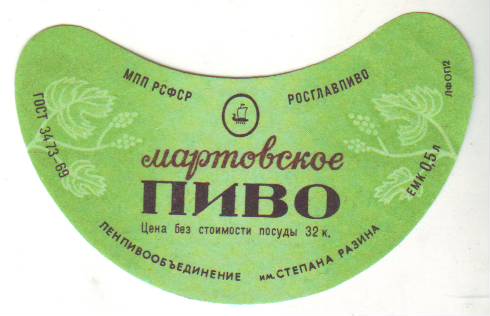 МПП РСФСР
РОСГЛАВПИВО
ГОСТ 3473-69
ЛФОП2
мартовское
ПИВО
ЕМК. 0,5 л
Цена без стоимости посуды 32 к.
ЛЕНПИВООБЪЕДИНЕНИЕ им. СТЕПАНА РАЗИНА